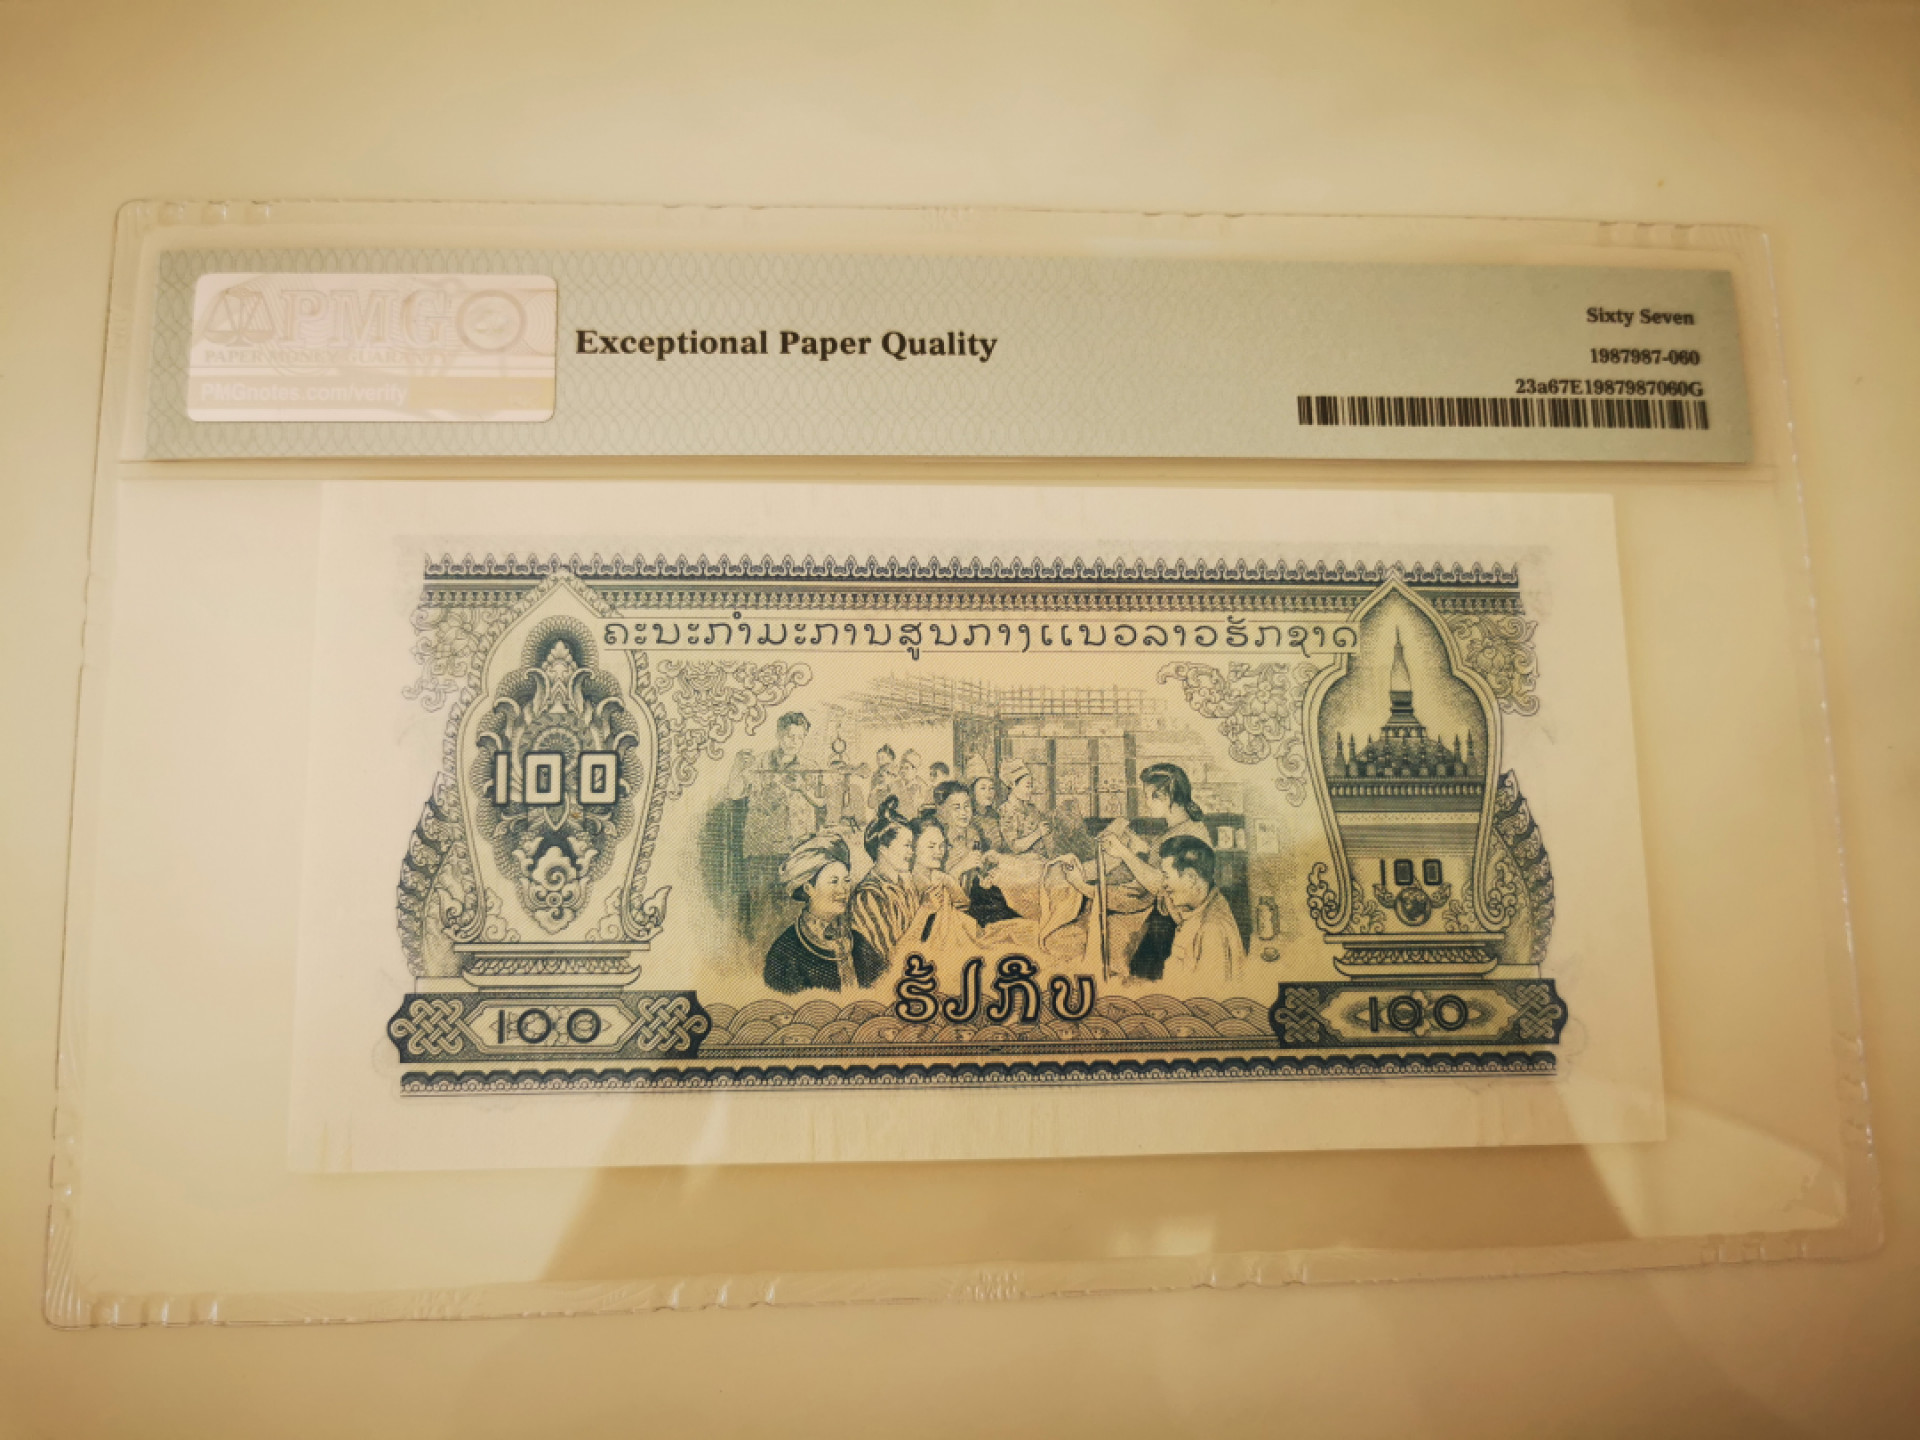 PMG
PAPER MONEY GUARANTY
PMGnotes.com/verify
Exceptional Paper Quality
Sixty Seven
1987987-060
23a67E1987987060G
ຄະນະກຳມະການສູນກາງແນວລາວຮັກຊາດ
100
100
ຮ້ອຍກີບ
100
100